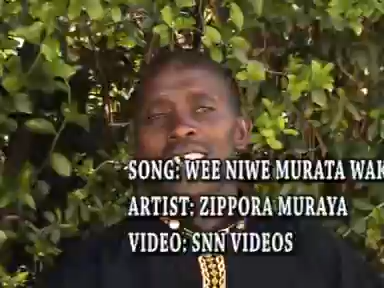 SONG: WEE NIWE MURATA WAK
ARTIST: ZIPPORA MURAYA
VIDEO: SNN VIDEOS